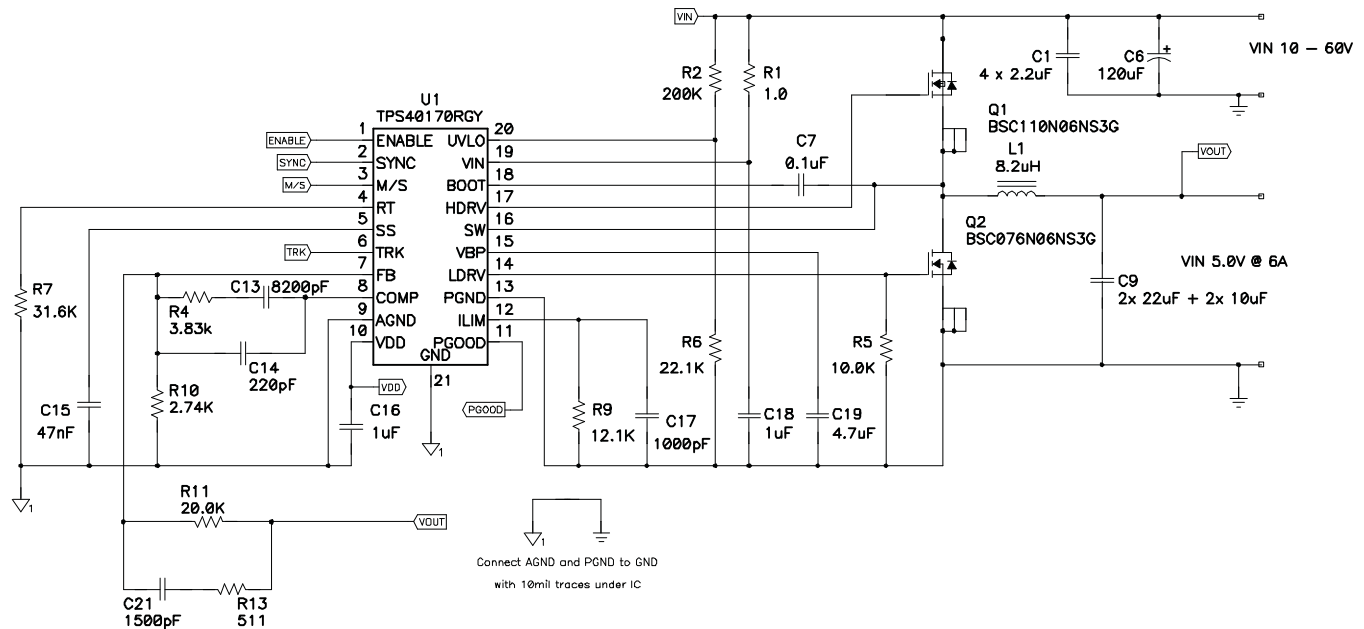 VIN
VIN 10 – 60V
C1
4 x 2.2uF
C6
+
120uF
R2
200K
R1
1.0
Q1
BSC110N06NS3G
U1
TPS40170RGY
C7
0.1uF
L1
8.2uH
VOUT
ENABLE
1
ENABLE
UVLO
20
SYNC
2
SYNC
VIN
19
M/S
3
M/S
BOOT
18
4
RT
HDRV
17
5
SS
SW
16
TRK
6
TRK
VBP
15
7
FB
LDRV
14
8
COMP
PGND
13
9
AGND
ILIM
12
10
VDD
PGOOD
11
GND
21
Q2
BSC076N06NS3G
VIN 5.0V @ 6A
C9
2x 22uF + 2x 10uF
R7
31.6K
R4
3.83k
C13
8200pF
C14
220pF
R10
2.74K
C15
47nF
VDD
C16
1uF
PGOOD
R9
12.1K
C17
1000pF
R6
22.1K
C18
1uF
C19
4.7uF
R5
10.0K
1
1
R11
20.0K
VOUT
C21
1500pF
R13
511
1
Connect AGND and PGND to GND
with 10mil traces under IC